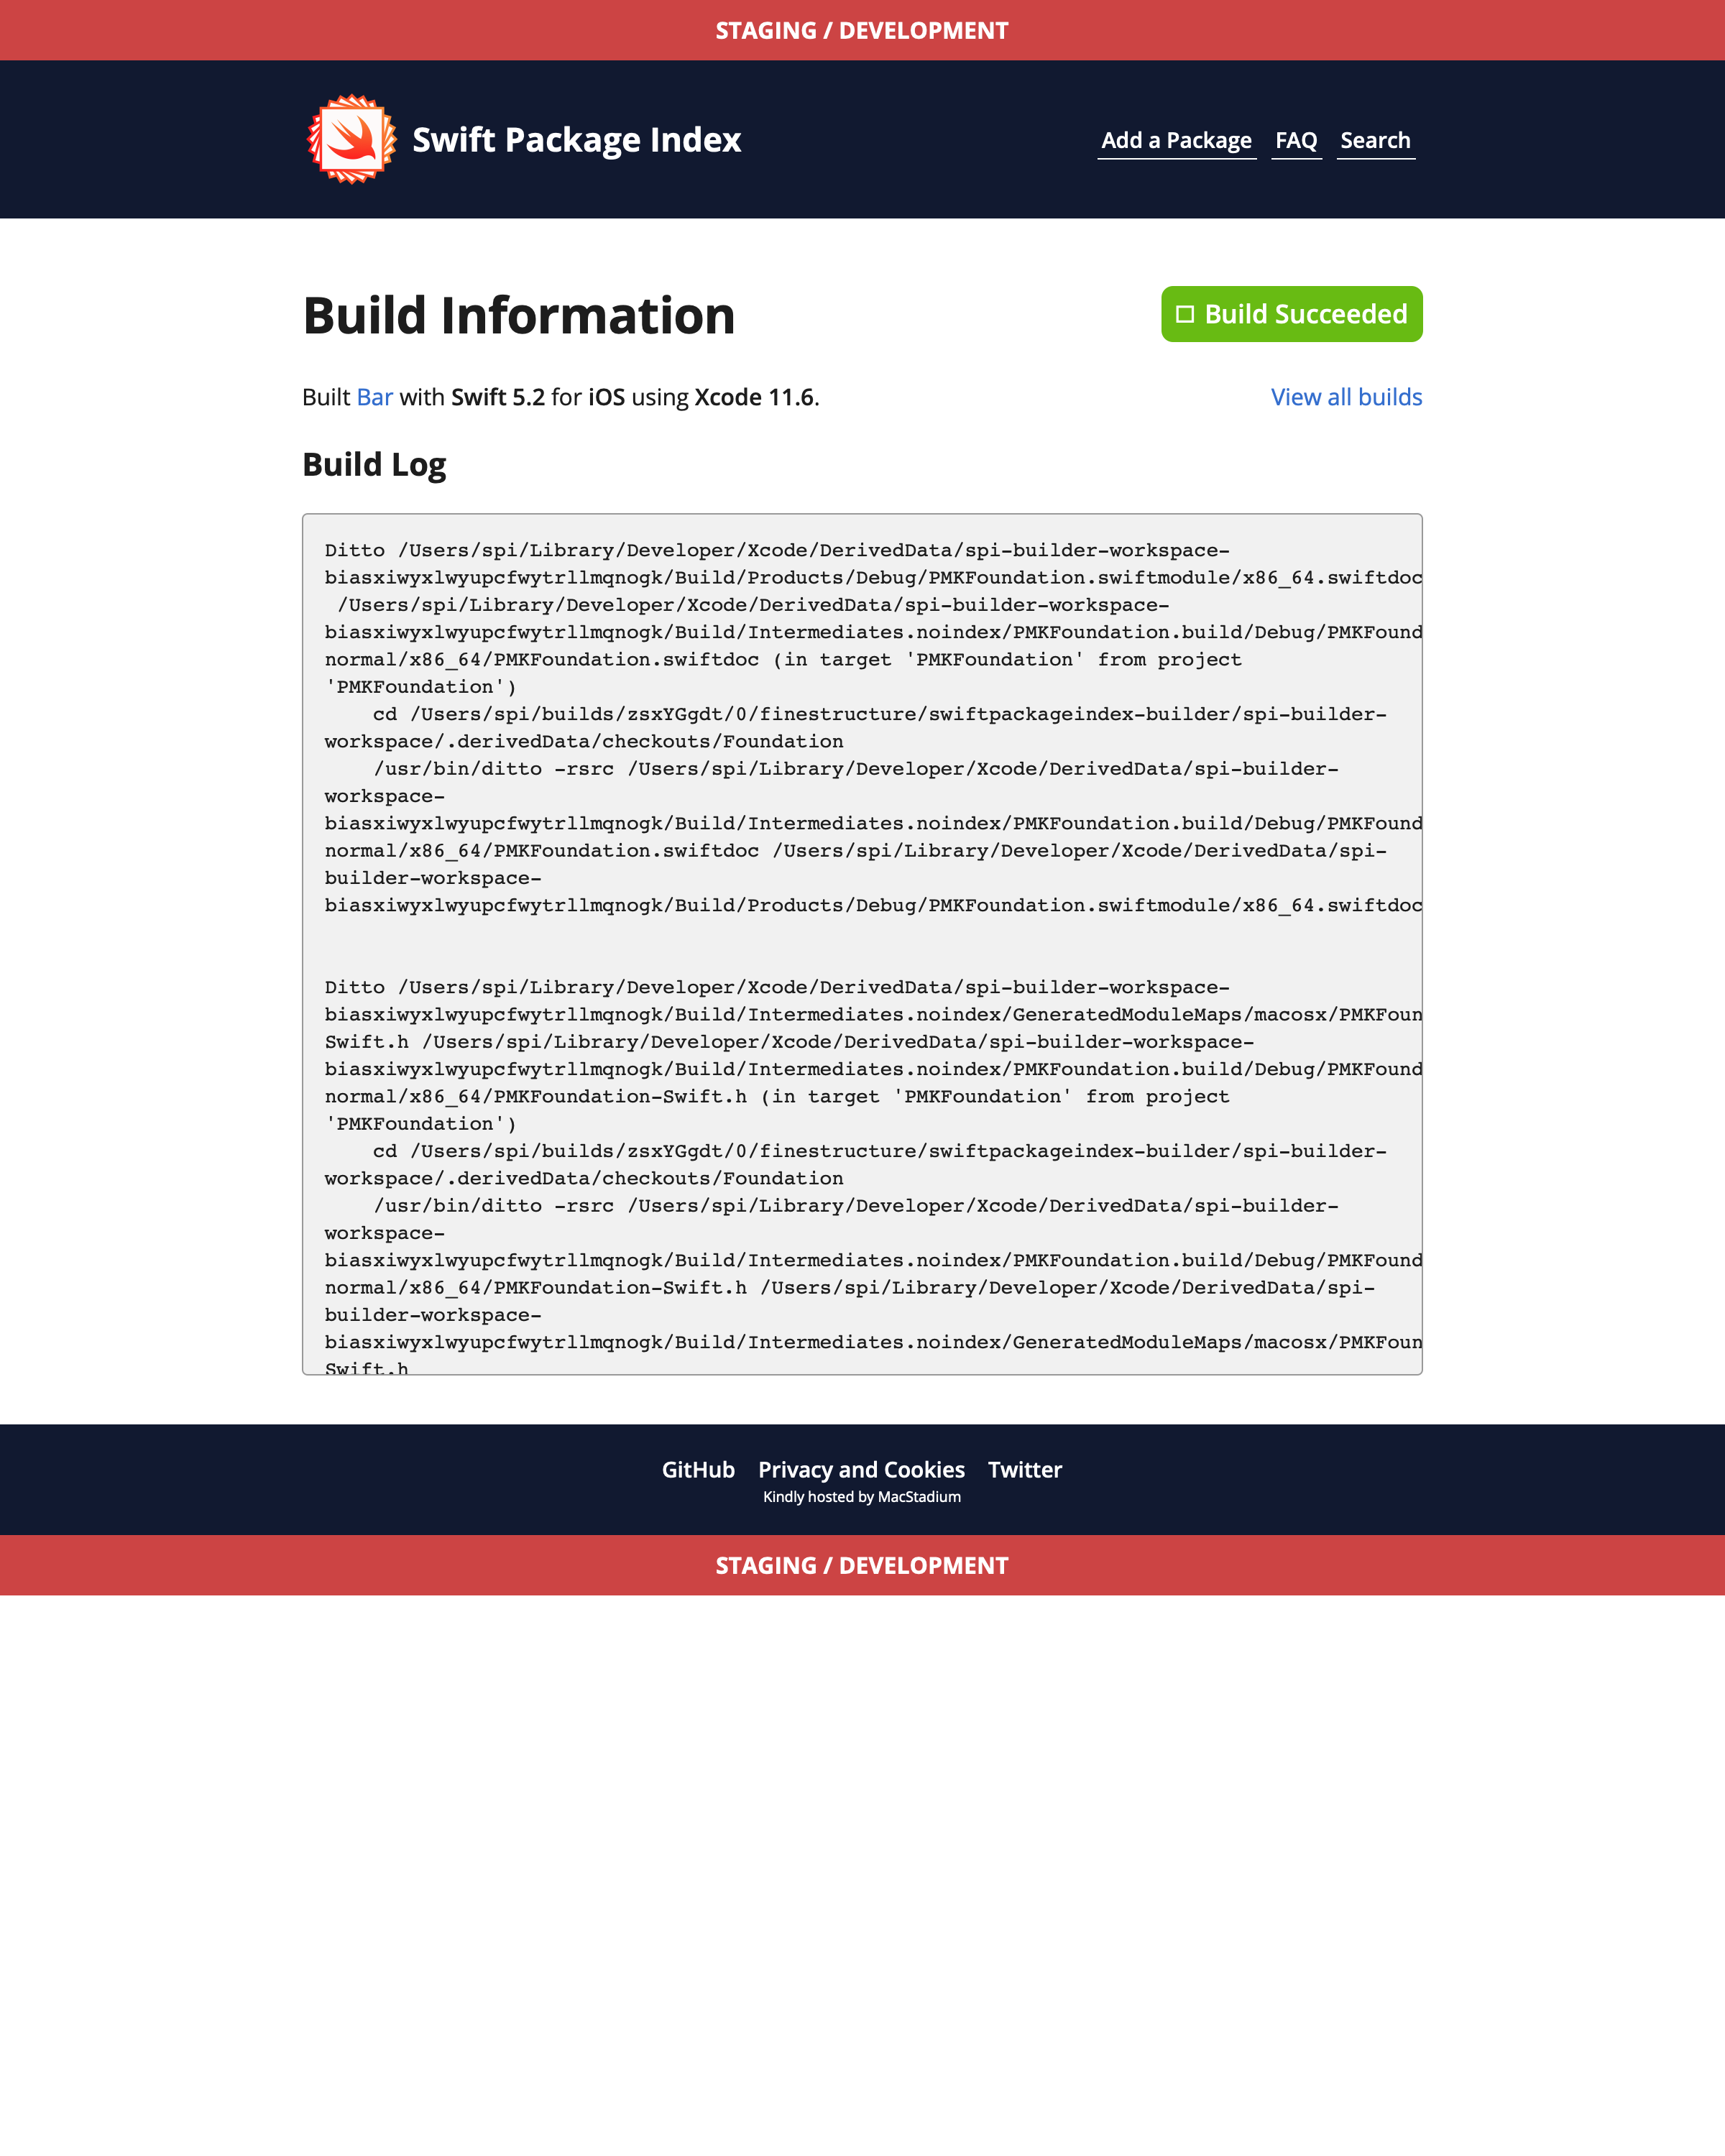 STAGING / DEVELOPMENT
Swift Package Index
Add a Package FAQ Search
Build Information
□ Build Succeeded
Built Bar with Swift 5.2 for iOS using Xcode 11.6.
View all builds
Build Log
Ditto /Users/spi/Library/Developer/Xcode/DerivedData/spi-builder-workspace-
biasxiwyxlwyupcfwytrllmqnogk/Build/Products/Debug/PMKFoundation.swiftmodule/x86_64.swiftdoc
/Users/spi/Library/Developer/Xcode/DerivedData/spi-builder-workspace-
biasxiwyxlwyupcfwytrllmqnogk/Build/Intermediates.noindex/PMKFoundation.build/Debug/PMKFound
normal/x86_64/PMKFoundation.swiftdoc (in target 'PMKFoundation' from project
'PMKFoundation')
cd /Users/spi/builds/zsxYGgdt/0/finestructure/swiftpackageindex-builder/spi-builder-
workspace/.derivedData/checkouts/Foundation
/usr/bin/ditto -rsrc /Users/spi/Library/Developer/Xcode/DerivedData/spi-builder-
workspace-
biasxiwyxlwyupcfwytrllmqnogk/Build/Intermediates.noindex/PMKFoundation.build/Debug/PMKFound
normal/x86_64/PMKFoundation.swiftdoc /Users/spi/Library/Developer/Xcode/DerivedData/spi-
builder-workspace-
biasxiwyxlwyupcfwytrllmqnogk/Build/Products/Debug/PMKFoundation.swiftmodule/x86_64.swiftdoc
Ditto /Users/spi/Library/Developer/Xcode/DerivedData/spi-builder-workspace-
biasxiwyxlwyupcfwytrllmqnogk/Build/Intermediates.noindex/GeneratedModuleMaps/macosx/PMKFoun
Swift.h /Users/spi/Library/Developer/Xcode/DerivedData/spi-builder-workspace-
biasxiwyxlwyupcfwytrllmqnogk/Build/Intermediates.noindex/PMKFoundation.build/Debug/PMKFound
normal/x86_64/PMKFoundation-Swift.h (in target 'PMKFoundation' from project
'PMKFoundation')
cd /Users/spi/builds/zsxYGgdt/0/finestructure/swiftpackageindex-builder/spi-builder-
workspace/.derivedData/checkouts/Foundation
/usr/bin/ditto -rsrc /Users/spi/Library/Developer/Xcode/DerivedData/spi-builder-
workspace-
biasxiwyxlwyupcfwytrllmqnogk/Build/Intermediates.noindex/PMKFoundation.build/Debug/PMKFound
normal/x86_64/PMKFoundation-Swift.h /Users/spi/Library/Developer/Xcode/DerivedData/spi-
builder-workspace-
biasxiwyxlwyupcfwytrllmqnogk/Build/Intermediates.noindex/GeneratedModuleMaps/macosx/PMKFoun
Swift.h
GitHub Privacy and Cookies Twitter
Kindly hosted by MacStadium
STAGING / DEVELOPMENT